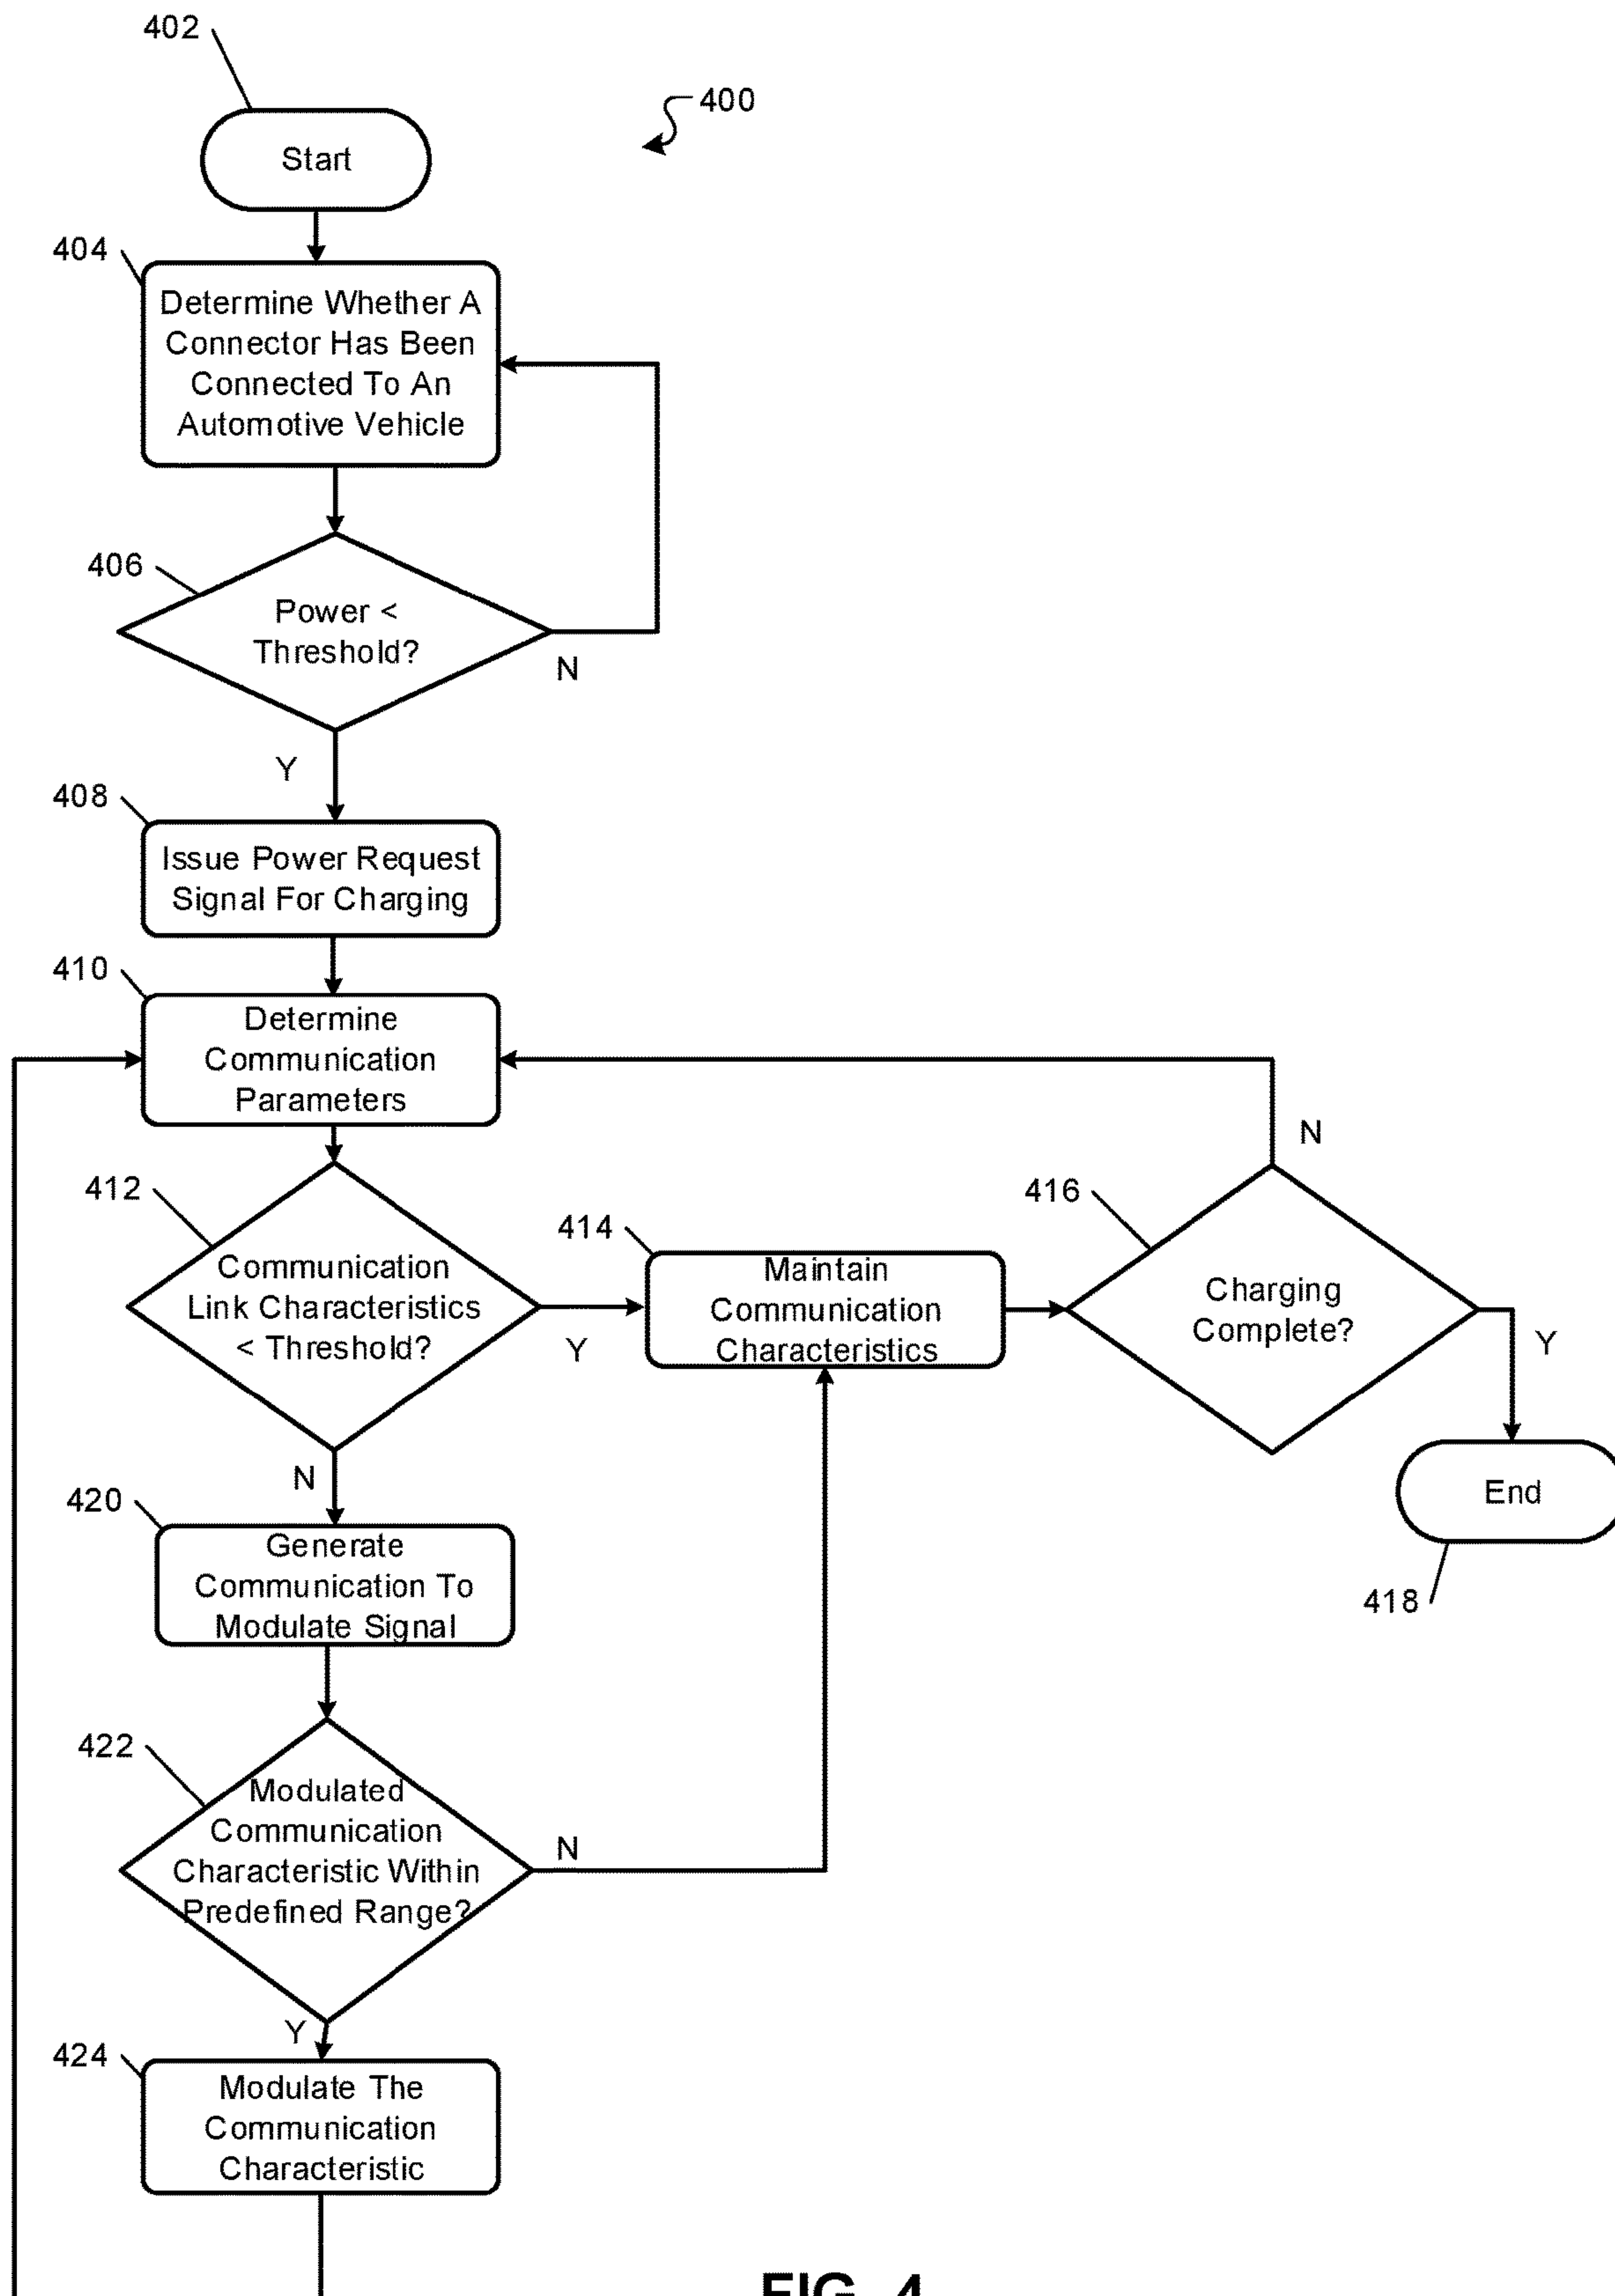 402
400
Start
404
Determine Whether A
Connector Has Been
Connected To An
Automotive Vehicle
406
Power <
Threshold?
N
Y
408
Issue Power Request
Signal For Charging
410
Determine
Communication
Parameters
N
412
Communication
Link Characteristics
< Threshold?
Y
414
Maintain
Communication
Characteristics
416
Charging
Complete?
Y
End
418
N
420
Generate
Communication To
Modulate Signal
422
Modulated
Communication
Characteristic Within
Predefined Range?
N
Y
424
Modulate The
Communication
Characteristic
FIG. 4